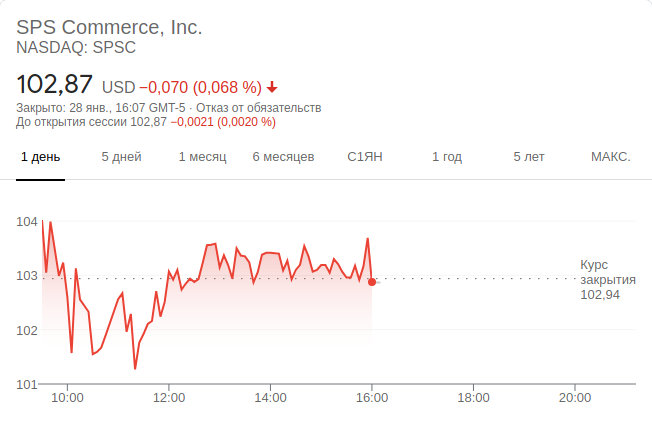 SPS Commerce, Inc.
NASDAQ: SPSC
102,87 USD −0,070 (0,068 %)
Закрыто: 28 янв., 16:07 GMT-5 · Отказ от обязательств
До открытия сессии 102,87 −0,0021 (0,0020 %)
1 день 5 дней 1 месяц 6 месяцев С1ЯН 1 год 5 лет МАКС.
104
103
102
101
Курс
закрытия
102,94
10:00 12:00 14:00 16:00 18:00 20:00